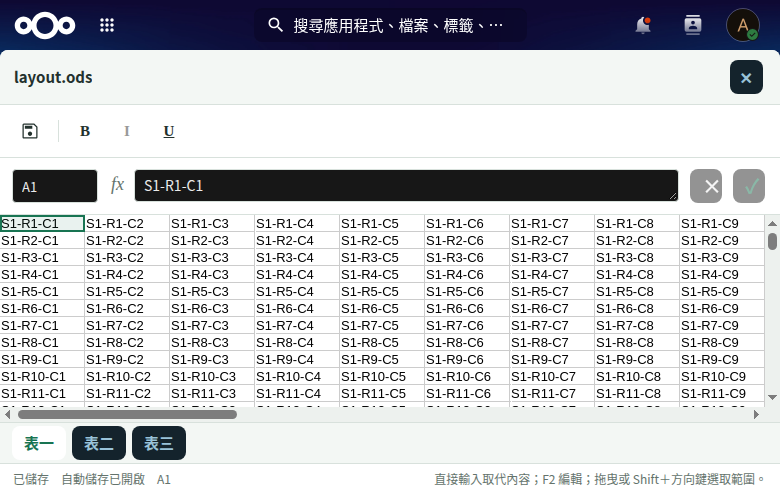 搜尋應用程式、檔案、標籤、…
A
layout.ods
B I U
A1 fx S1-R1-C1
S1-R1-C1 S1-R1-C2 S1-R1-C3 S1-R1-C4 S1-R1-C5 S1-R1-C6 S1-R1-C7 S1-R1-C8 S1-R1-C9
S1-R2-C1 S1-R2-C2 S1-R2-C3 S1-R2-C4 S1-R2-C5 S1-R2-C6 S1-R2-C7 S1-R2-C8 S1-R2-C9
S1-R3-C1 S1-R3-C2 S1-R3-C3 S1-R3-C4 S1-R3-C5 S1-R3-C6 S1-R3-C7 S1-R3-C8 S1-R3-C9
S1-R4-C1 S1-R4-C2 S1-R4-C3 S1-R4-C4 S1-R4-C5 S1-R4-C6 S1-R4-C7 S1-R4-C8 S1-R4-C9
S1-R5-C1 S1-R5-C2 S1-R5-C3 S1-R5-C4 S1-R5-C5 S1-R5-C6 S1-R5-C7 S1-R5-C8 S1-R5-C9
S1-R6-C1 S1-R6-C2 S1-R6-C3 S1-R6-C4 S1-R6-C5 S1-R6-C6 S1-R6-C7 S1-R6-C8 S1-R6-C9
S1-R7-C1 S1-R7-C2 S1-R7-C3 S1-R7-C4 S1-R7-C5 S1-R7-C6 S1-R7-C7 S1-R7-C8 S1-R7-C9
S1-R8-C1 S1-R8-C2 S1-R8-C3 S1-R8-C4 S1-R8-C5 S1-R8-C6 S1-R8-C7 S1-R8-C8 S1-R8-C9
S1-R9-C1 S1-R9-C2 S1-R9-C3 S1-R9-C4 S1-R9-C5 S1-R9-C6 S1-R9-C7 S1-R9-C8 S1-R9-C9
S1-R10-C1 S1-R10-C2 S1-R10-C3 S1-R10-C4 S1-R10-C5 S1-R10-C6 S1-R10-C7 S1-R10-C8 S1-R10-C9
S1-R11-C1 S1-R11-C2 S1-R11-C3 S1-R11-C4 S1-R11-C5 S1-R11-C6 S1-R11-C7 S1-R11-C8 S1-R11-C9
表一 表二 表三
已儲存 自動儲存已開啟 A1 直接輸入取代內容；F2 編輯；拖曳或 Shift＋方向鍵選取範圍。